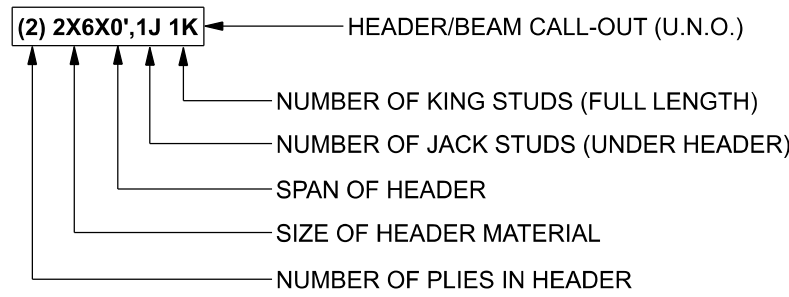 (2) 2X6X0',1J 1K
HEADER/BEAM CALL-OUT (U.N.O.)
NUMBER OF KING STUDS (FULL LENGTH)
NUMBER OF JACK STUDS (UNDER HEADER)
SPAN OF HEADER
SIZE OF HEADER MATERIAL
NUMBER OF PLIES IN HEADER